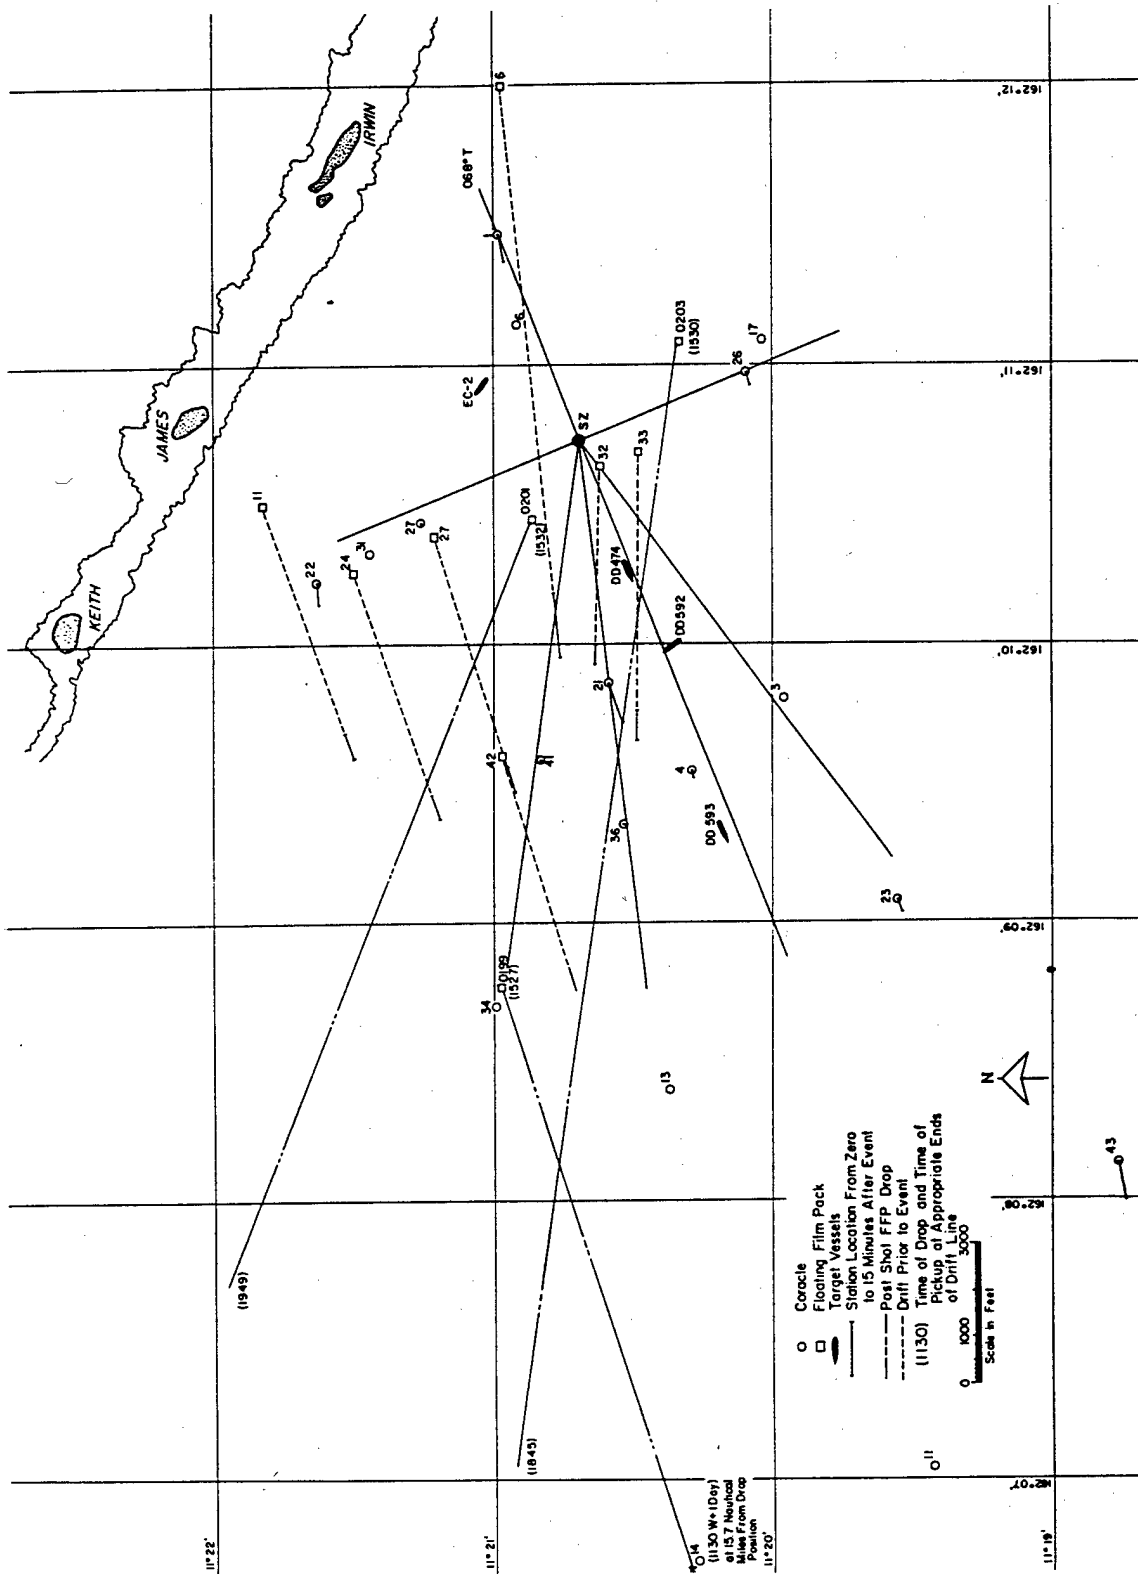 KEITH
JAMES
IRWIN
11°22'
11°21'
11°20'
11°19'
162°12'
162°11'
162°10'
162°09'
162°08'
162°07'
068°T
6
6
EC-2
SZ
0203
(1530)
26
17
11
22
24
31
27
27
0201
(1532)
32
33
DD474
DD592
21
3
42
41
4
36
DD593
23
34
0199
(1527)
13
(1949)
(1845)
14
(1130 W+1Day)
at 15.7 Nautical
Miles From Drop
Position
11
43
N
Coracle
Floating Film Pack
Target Vessels
Station Location From Zero
to 15 Minutes After Event
Post Shot FFP Drop
Drift Prior to Event
(1130) Time of Drop and Time of
Pickup at Appropriate Ends
of Drift Line
0 1000 3000
Scale in Feet